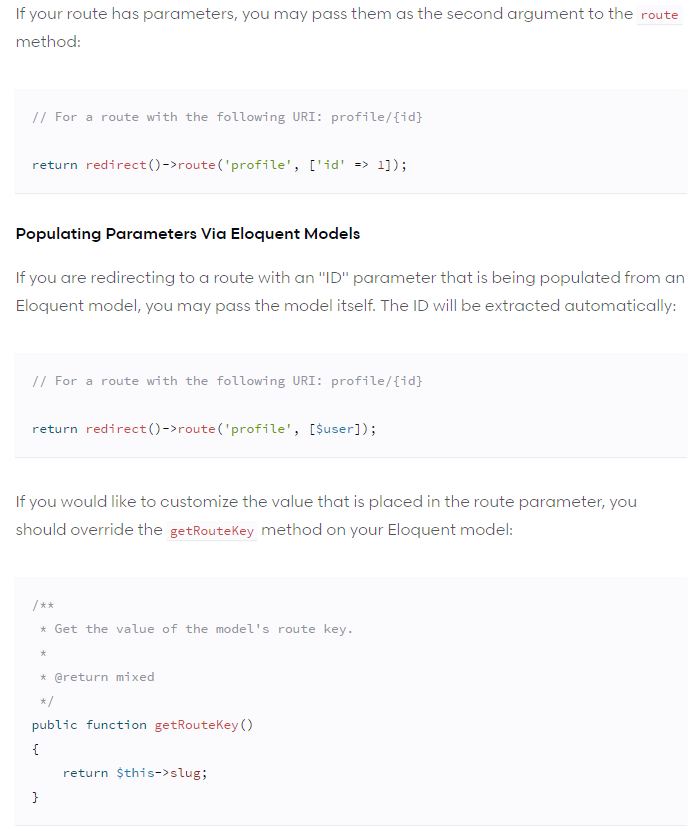 If your route has parameters, you may pass them as the second argument to the route
method:
// For a route with the following URI: profile/{id}
return redirect()->route('profile', ['id' => 1]);
Populating Parameters Via Eloquent Models
If you are redirecting to a route with an "ID" parameter that is being populated from an
Eloquent model, you may pass the model itself. The ID will be extracted automatically:
// For a route with the following URI: profile/{id}
return redirect()->route('profile', [$user]);
If you would like to customize the value that is placed in the route parameter, you
should override the getRouteKey method on your Eloquent model:
/**
 * Get the value of the model's route key.
 *
 * @return mixed
 */
public function getRouteKey()
{
    return $this->slug;
}